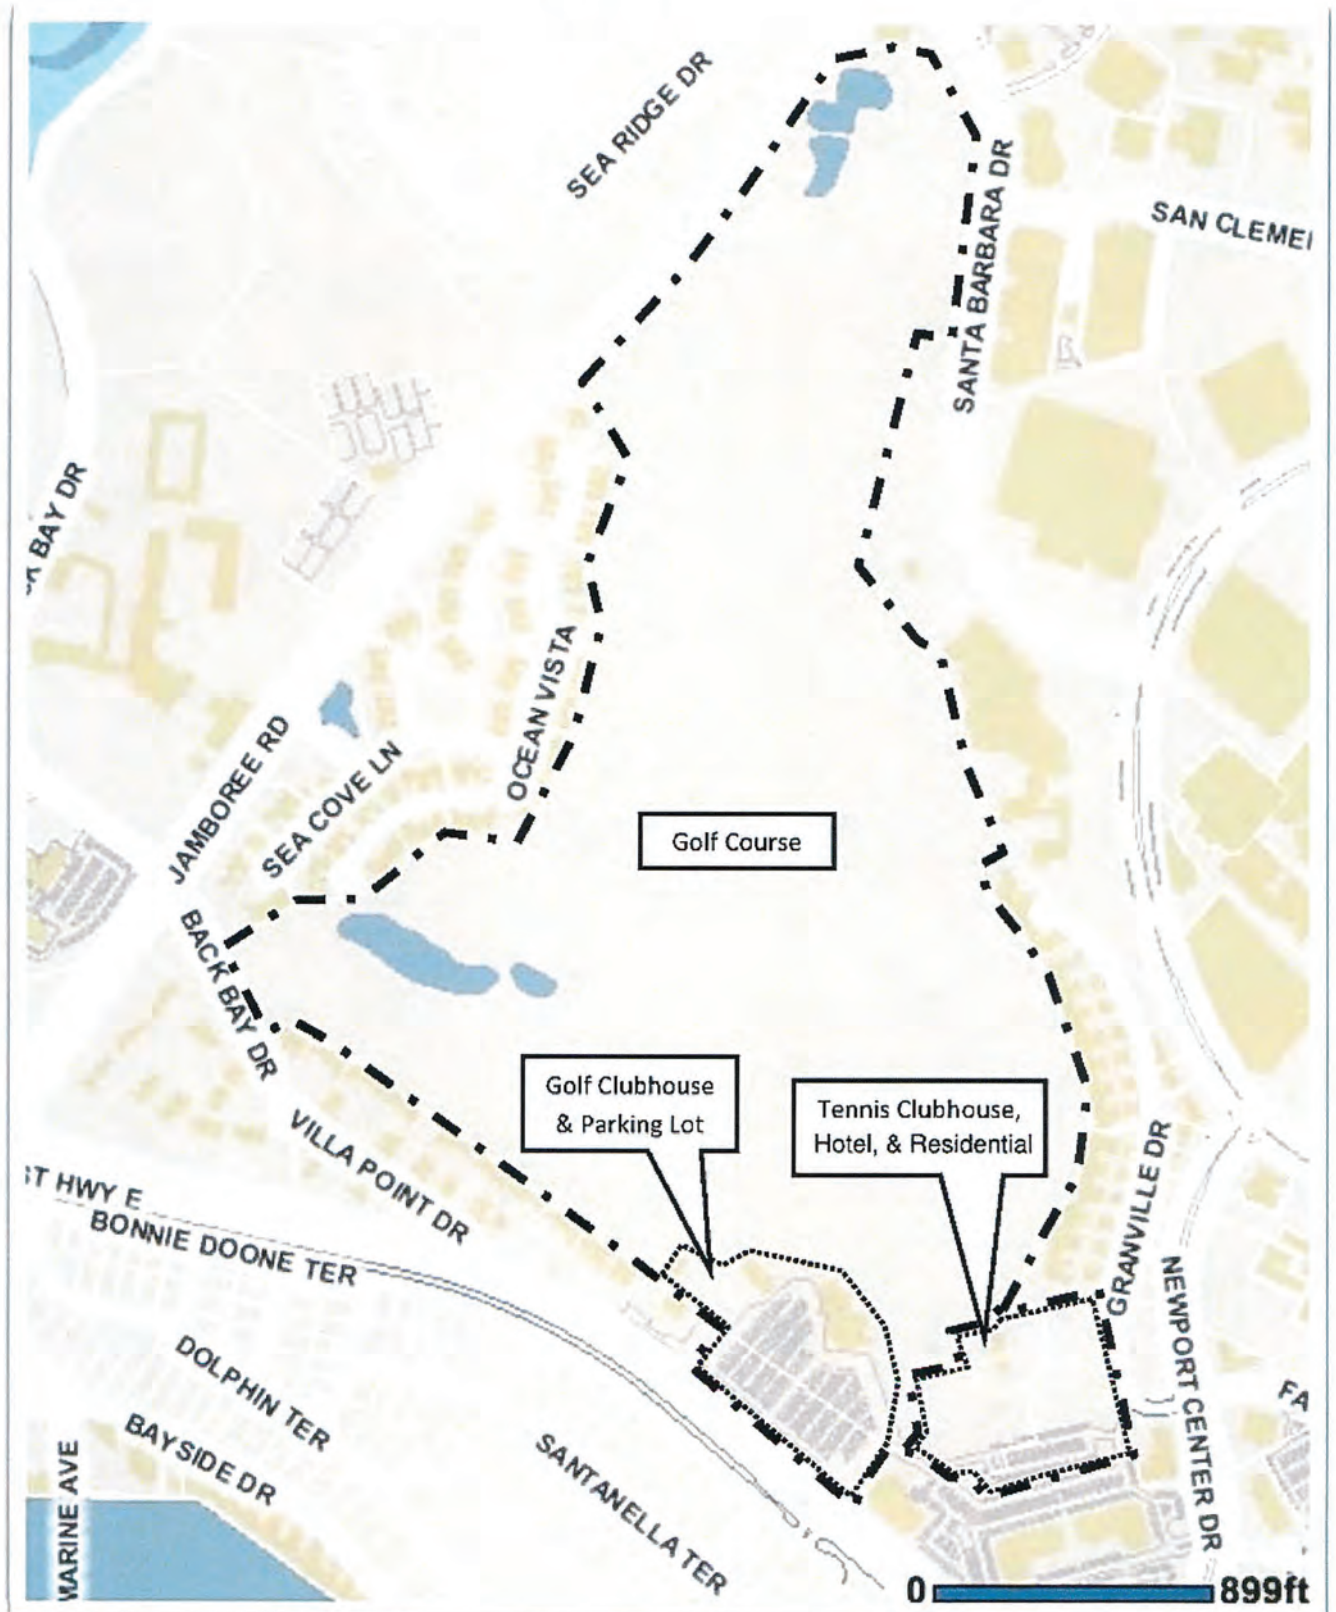 SEA RIDGE DR
SANTA BARBARA DR
SAN CLEME
BAY DR
OCEAN VISTA
JAMBOREE RD
SEA COVE LN
Golf Course
BACK BAY DR
Golf Clubhouse
& Parking Lot
Tennis Clubhouse,
Hotel, & Residential
VILLA POINT DR
GRANVILLE DR
ST HWY E
BONNIE DOONE TER
NEWPORT CENTER DR
DOLPHIN TER
FA
BAYSIDE DR
MARINE AVE
SANTANELLA TER
0 899ft